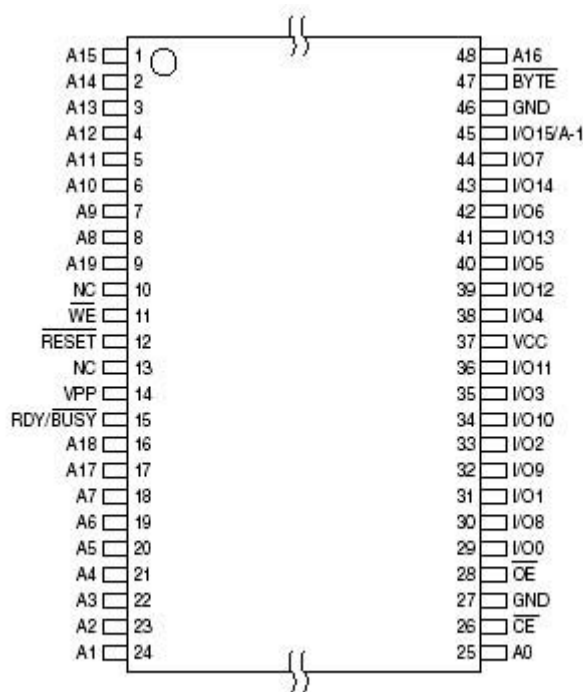 A15 1 48 A16
A14 2 47 BYTE
A13 3 46 GND
A12 4 45 I/O15/A-1
A11 5 44 I/O7
A10 6 43 I/O14
A9 7 42 I/O6
A8 8 41 I/O13
A19 9 40 I/O5
NC 10 39 I/O12
WE 11 38 I/O4
RESET 12 37 VCC
NC 13 36 I/O11
VPP 14 35 I/O3
RDY/BUSY 15 34 I/O10
A18 16 33 I/O2
A17 17 32 I/O9
A7 18 31 I/O1
A6 19 30 I/O8
A5 20 29 I/O0
A4 21 28 OE
A3 22 27 GND
A2 23 26 CE
A1 24 25 A0